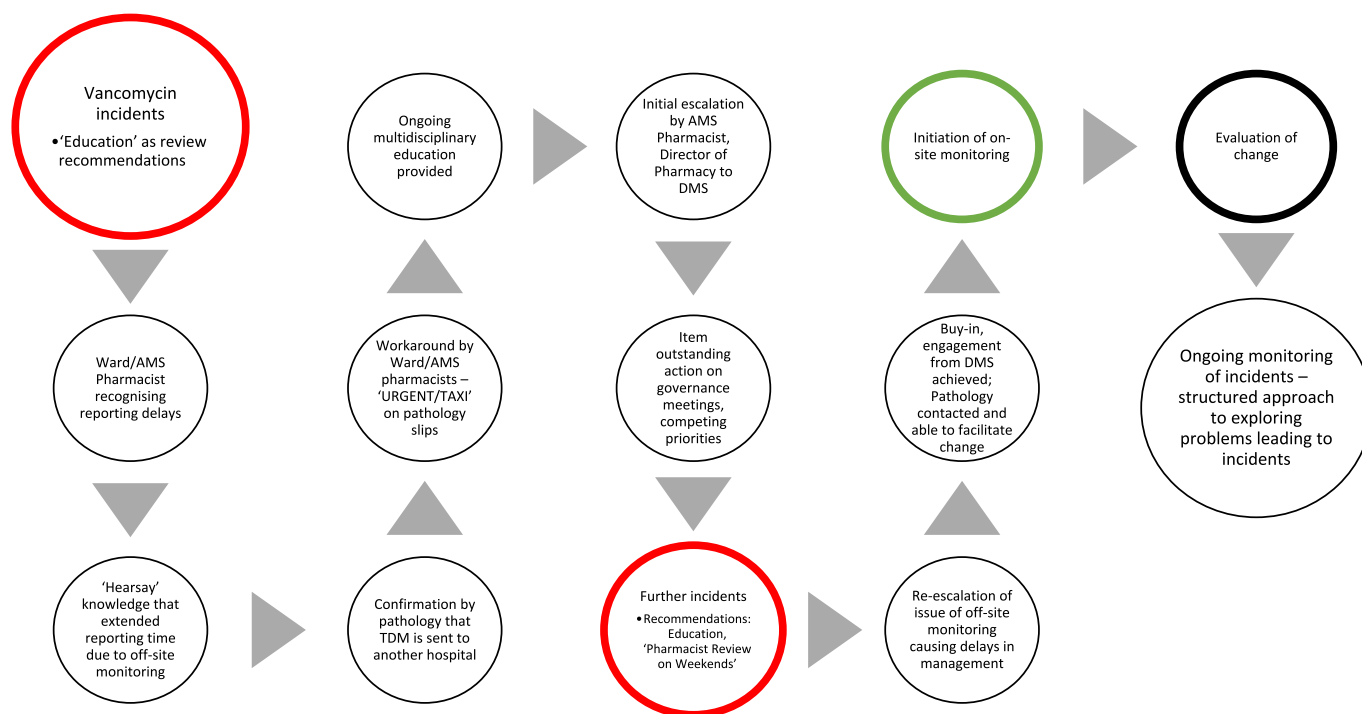 Vancomycin
incidents
•‘Education’ as review
recommendations
Ward/AMS
Pharmacist
recognising
reporting delays
‘Hearsay’
knowledge that
extended
reporting time
due to off-site
monitoring
Confirmation by
pathology that
TDM is sent to
another hospital
Workaround by
Ward/AMS
pharmacists –
‘URGENT/TAXI’
on pathology
slips
Ongoing
multidisciplinary
education
provided
Initial escalation
by AMS
Pharmacist,
Director of
Pharmacy to
DMS
Item
outstanding
action on
governance
meetings,
competing
priorities
Further incidents
•Recommendations:
Education,
‘Pharmacist Review
on Weekends’
Re-escalation of
issue of off-site
monitoring
causing delays in
management
Buy-in,
engagement
from DMS
achieved;
Pathology
contacted and
able to facilitate
change
Initiation of on-
site monitoring
Evaluation of
change
Ongoing monitoring
of incidents –
structured approach
to exploring
problems leading to
incidents